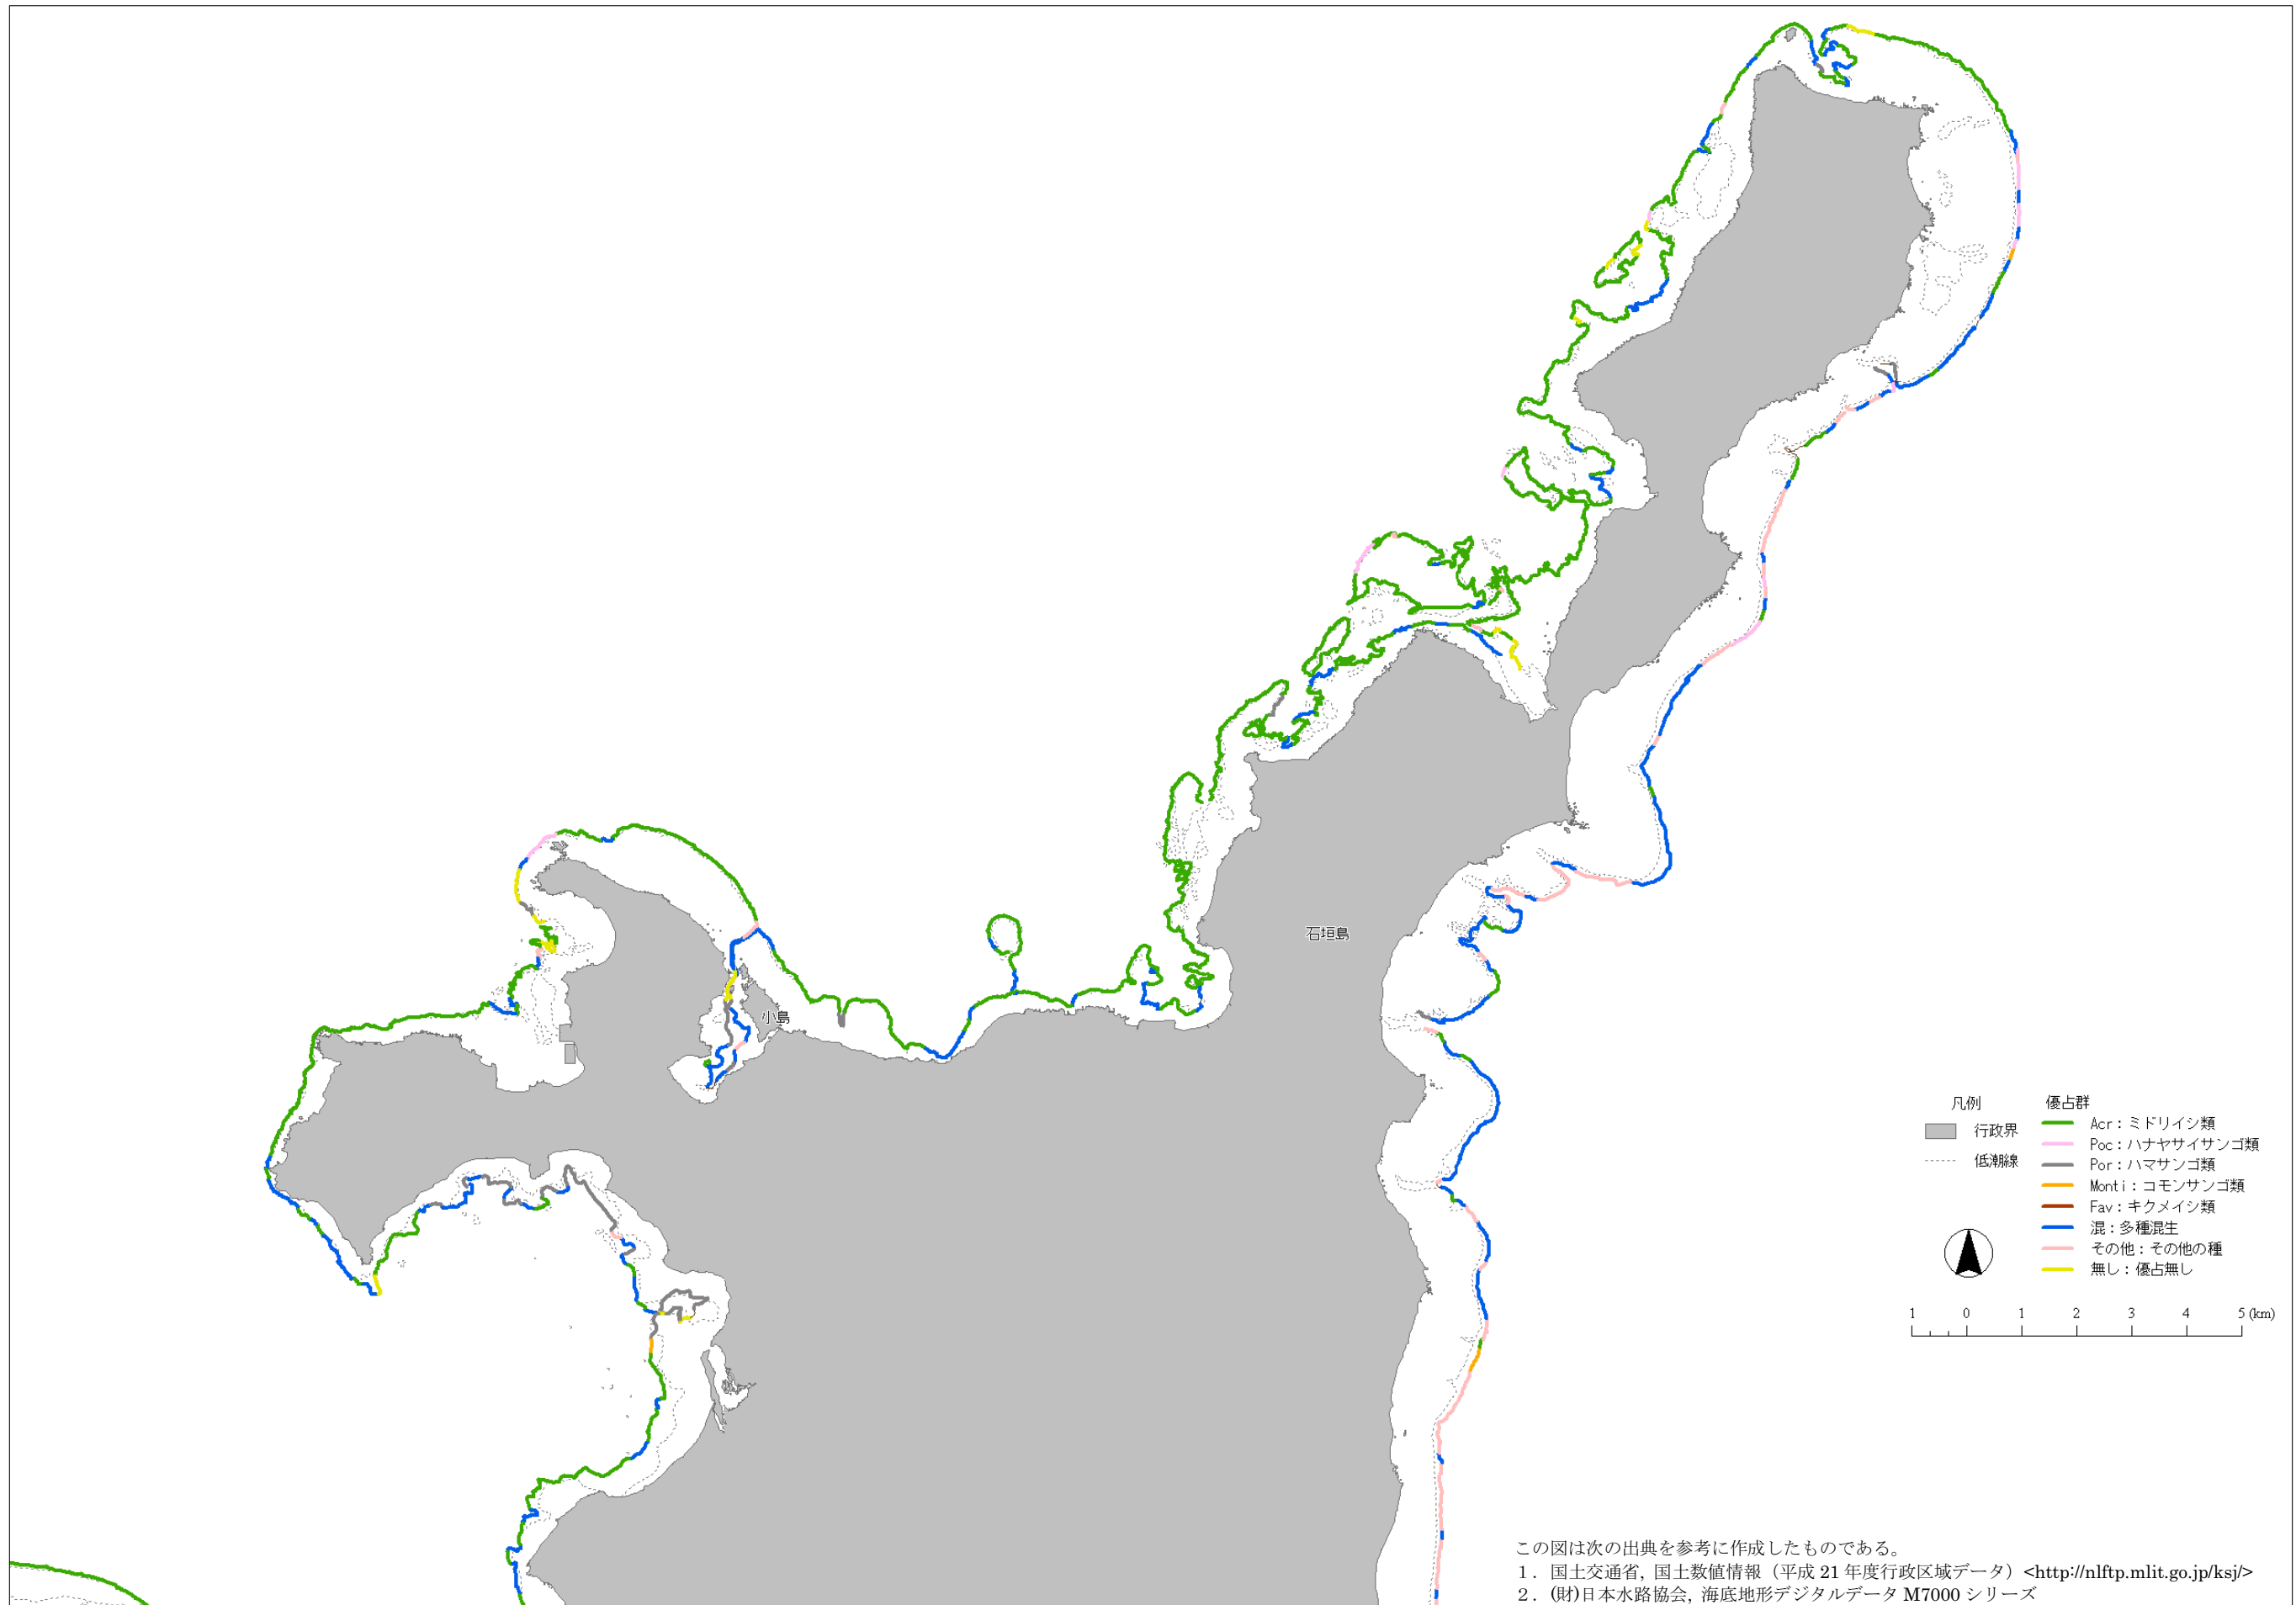 石垣島
小島
凡例
行政界
低潮線
優占群
Acr：ミドリイシ類
Poc：ハナヤサイサンゴ類
Por：ハマサンゴ類
Monti：コモンサンゴ類
Fav：キクメイシ類
混：多種混生
その他：その他の種
無し：優占無し
1 0 1 2 3 4 5 (km)
この図は次の出典を参考に作成したものである。
1．国土交通省, 国土数値情報（平成 21 年度行政区域データ）<http://nlftp.mlit.go.jp/ksj/>
2．(財)日本水路協会, 海底地形デジタルデータ M7000 シリーズ